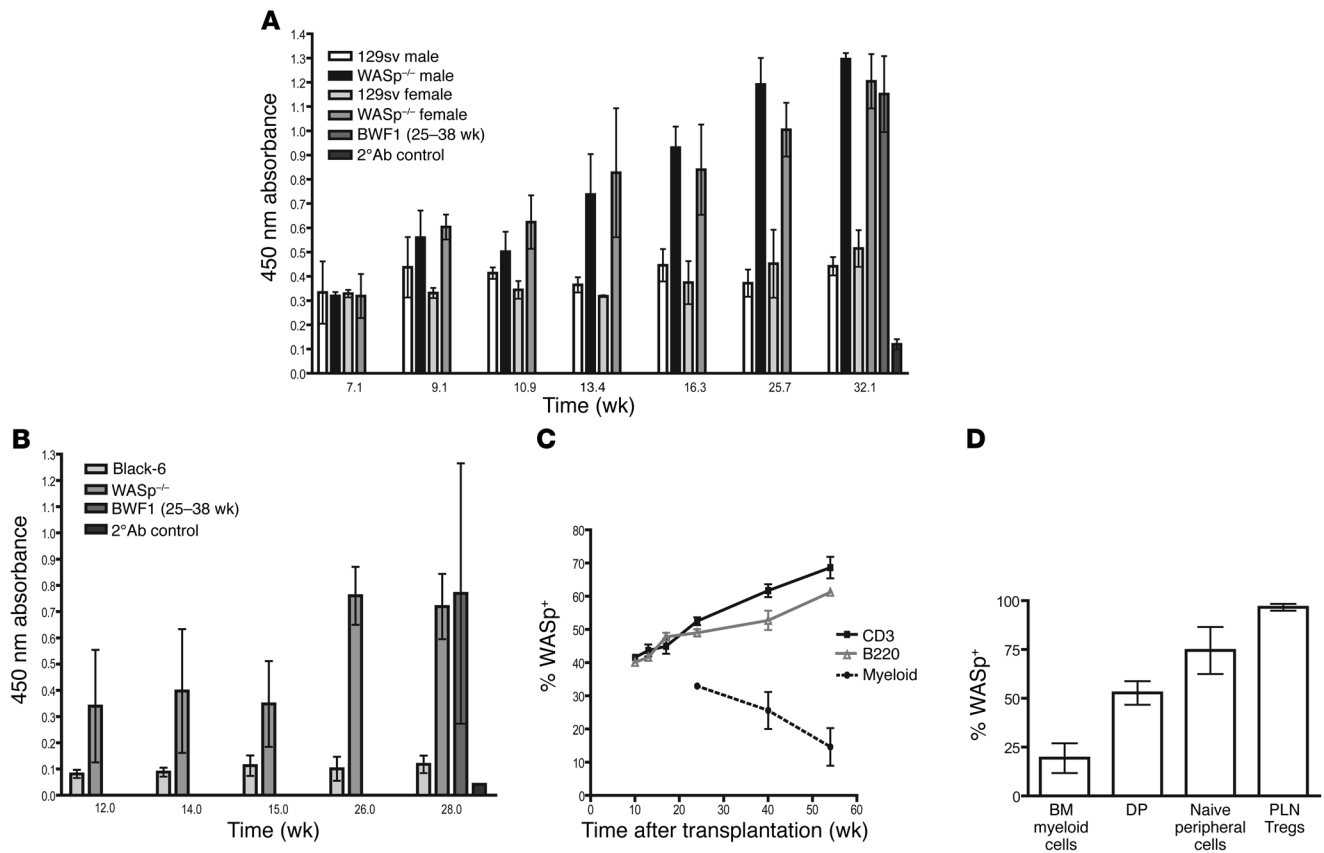 A
1.4
1.3
1.2
1.1
1.0
0.9
0.8
0.7
0.6
0.5
0.4
0.3
0.2
0.1
0.0
450 nm absorbance
129sv male
WASp–/– male
129sv female
WASp–/– female
BWF1 (25–38 wk)
2°Ab control
7.1 9.1 10.9 13.4 16.3 25.7 32.1
Time (wk)
B
1.3
1.2
1.1
1.0
0.9
0.8
0.7
0.6
0.5
0.4
0.3
0.2
0.1
0.0
450 nm absorbance
Black-6
WASp–/–
BWF1 (25–38 wk)
2°Ab control
12.0 14.0 15.0 26.0 28.0
Time (wk)
C
80
70
60
50
40
30
20
10
0
% WASp+
CD3
B220
Myeloid
0 10 20 30 40 50 60
Time after transplantation (wk)
D
100
75
50
25
0
% WASp+
BM
myeloid
cells
DP
Naive
peripheral
cells
PLN
Tregs